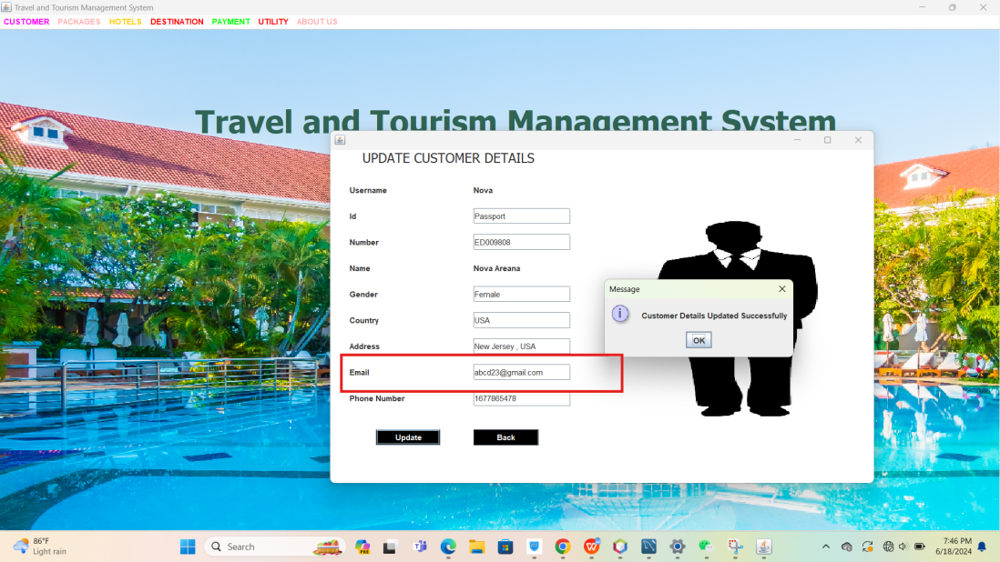 Travel and Tourism Management System
CUSTOMER PACKAGES HOTELS DESTINATION PAYMENT UTILITY ABOUT US
Travel and Tourism Management System
UPDATE CUSTOMER DETAILS
Username Nova
Id Passport
Number ED009808
Name Nova Areana
Gender Female
Country USA
Address New Jersey , USA
Email abcd23@gmail.com
Phone Number 1677865478
Update Back
Message
Customer Details Updated Successfully
OK
86°F
Light rain
Search
PRE
7:46 PM
6/18/2024